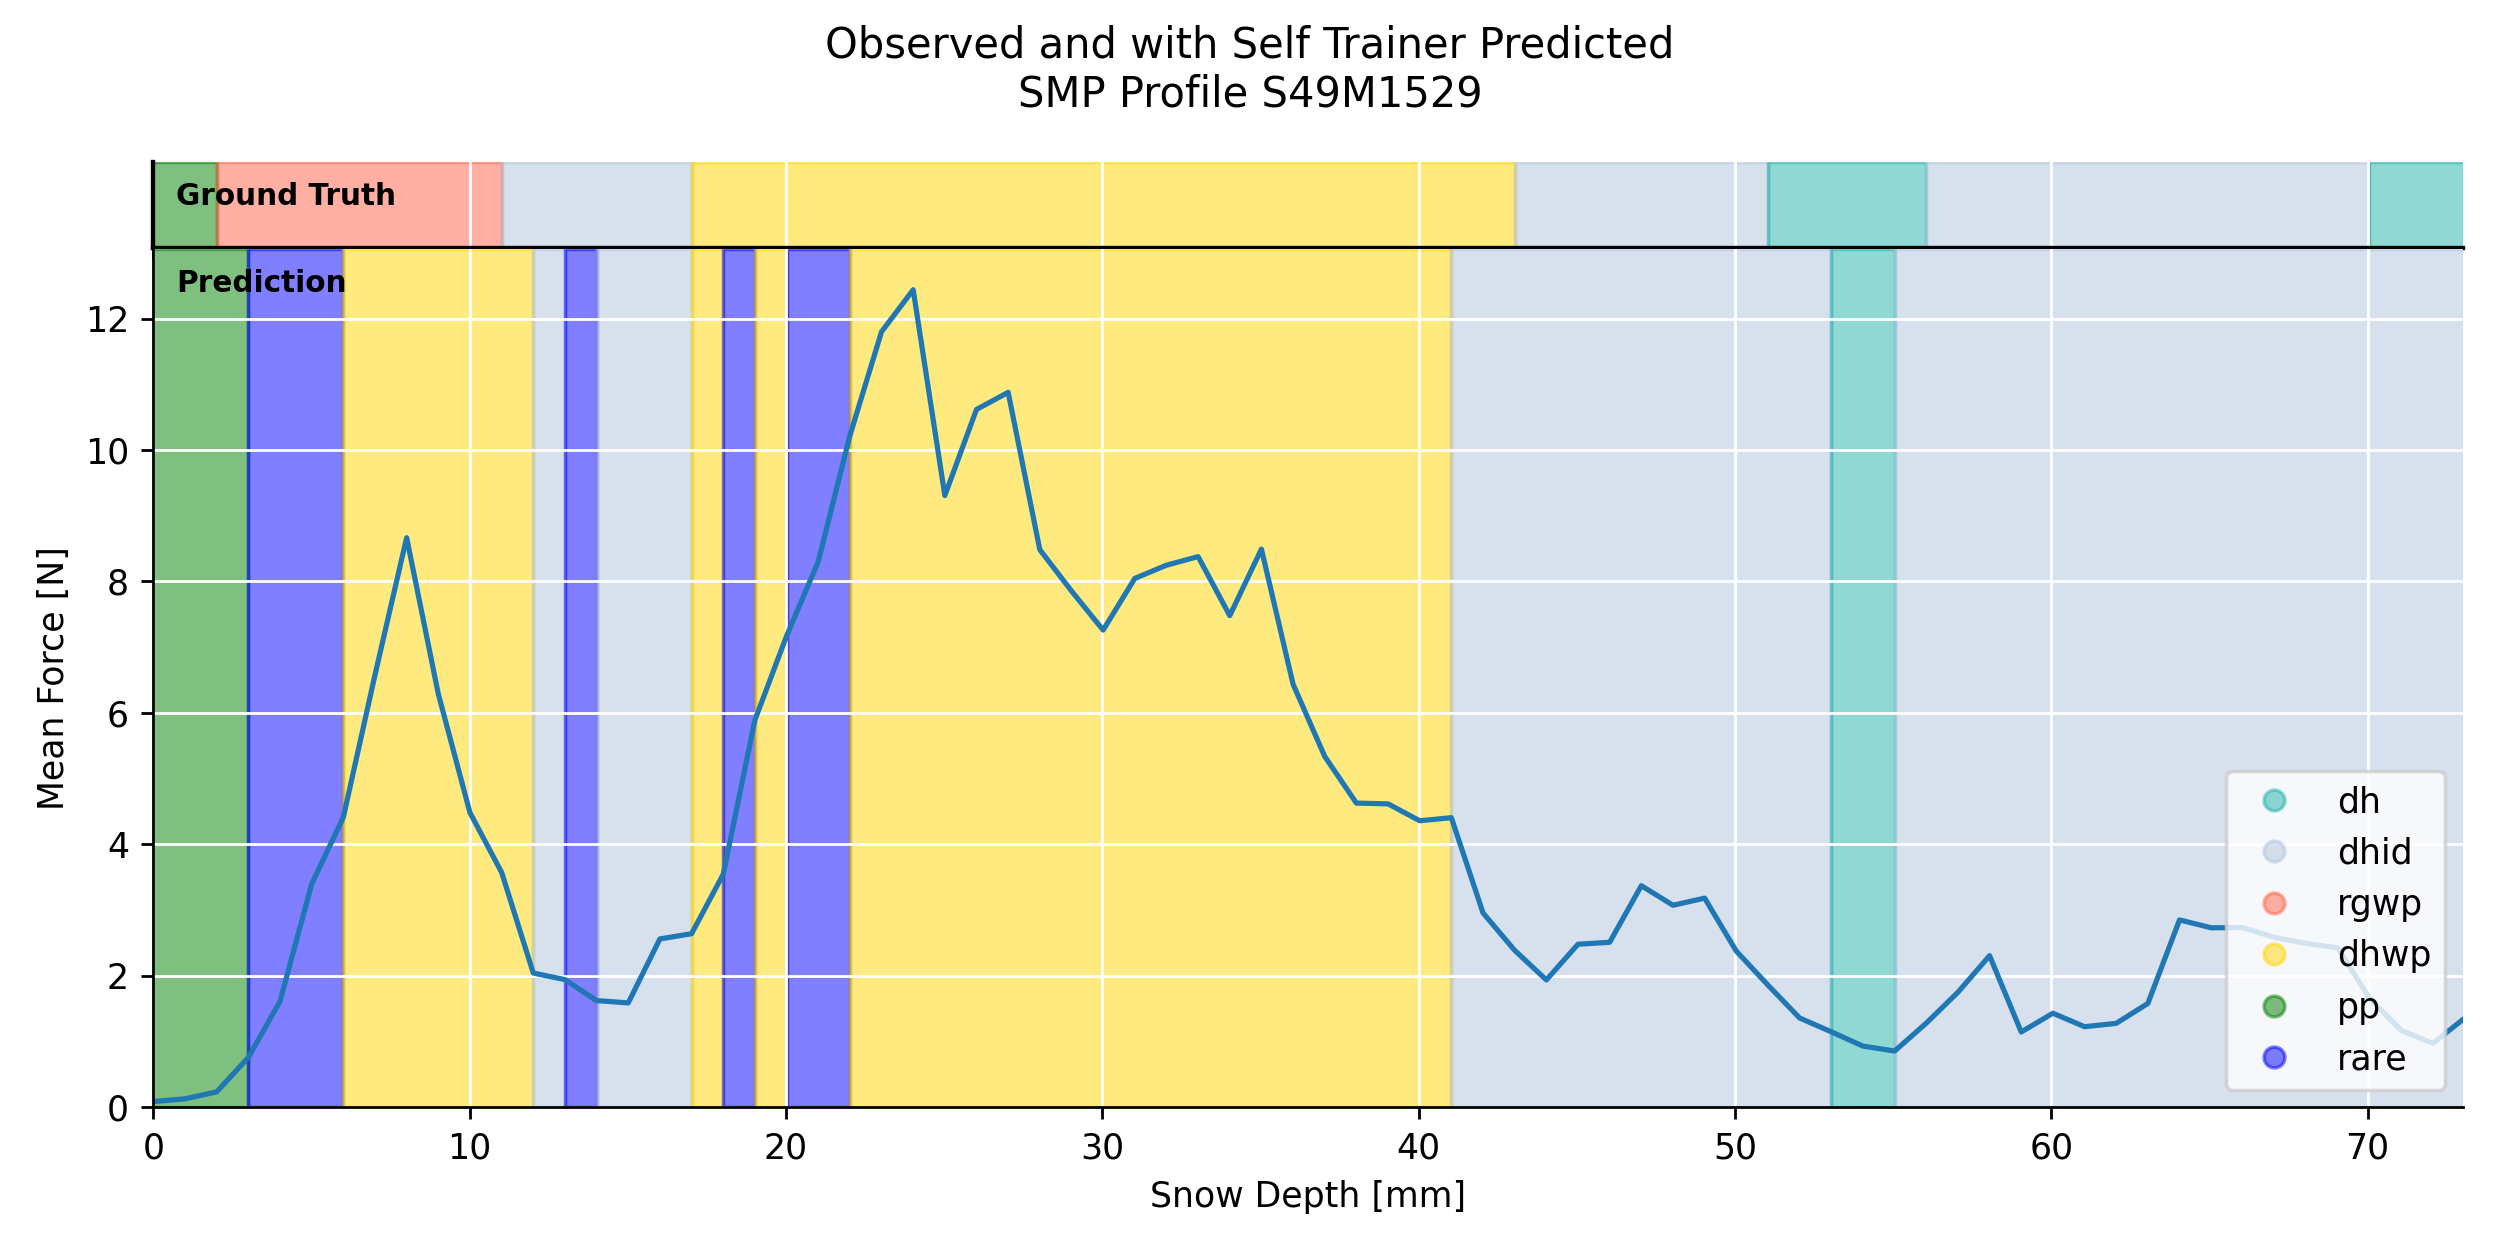 Observed and with Self Trainer Predicted
SMP Profile S49M1529
Ground Truth
Prediction
12
10
8
6
4
2
0
Mean Force [N]
0 10 20 30 40 50 60 70
Snow Depth [mm]
dh
dhid
rgwp
dhwp
pp
rare